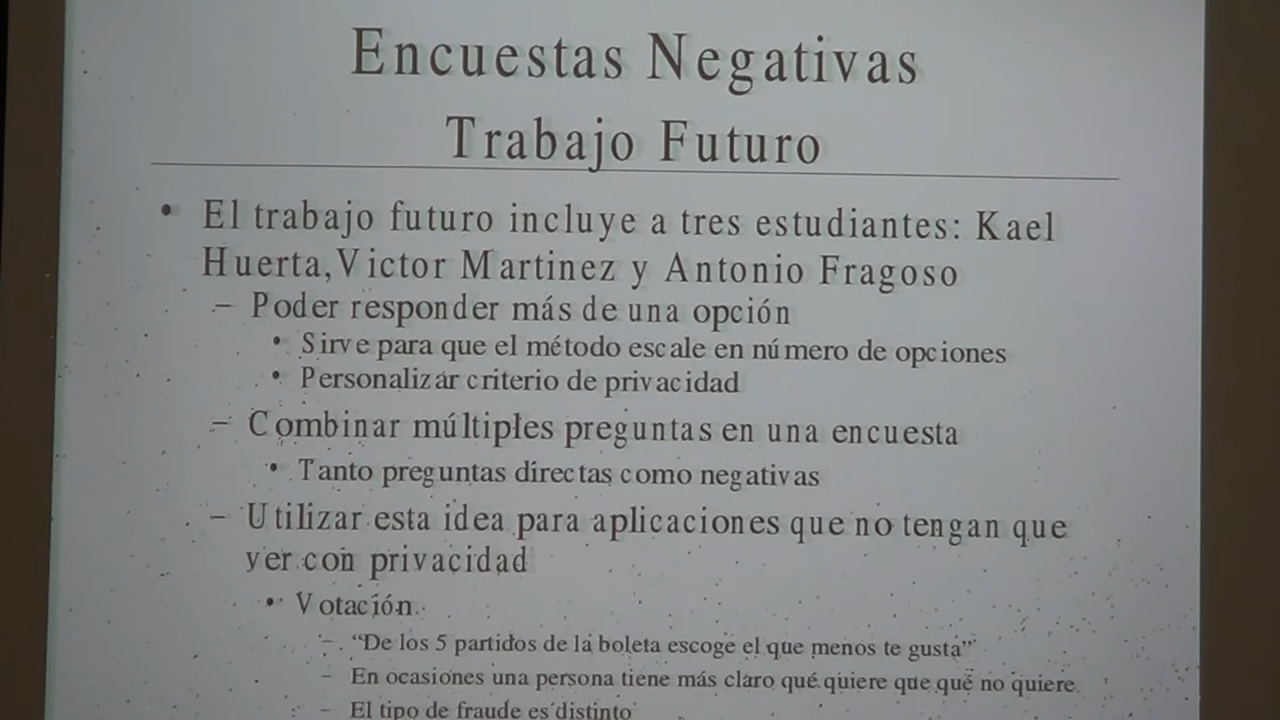 Encuestas Negativas
Trabajo Futuro
• El trabajo futuro incluye a tres estudiantes: Kael
Huerta,Victor Martinez y Antonio Fragoso
– Poder responder más de una opción
• Sirve para que el método escale en número de opciones
• Personalizar criterio de privacidad
– Combinar múltiples preguntas en una encuesta
• Tanto preguntas directas como negativas
– Utilizar esta idea para aplicaciones que no tengan que
ver con privacidad
• Votación
– “De los 5 partidos de la boleta escoge el que menos te gusta”
– En ocasiones una persona tiene más claro qué quiere que qué no quiere
– El tipo de fraude es distinto